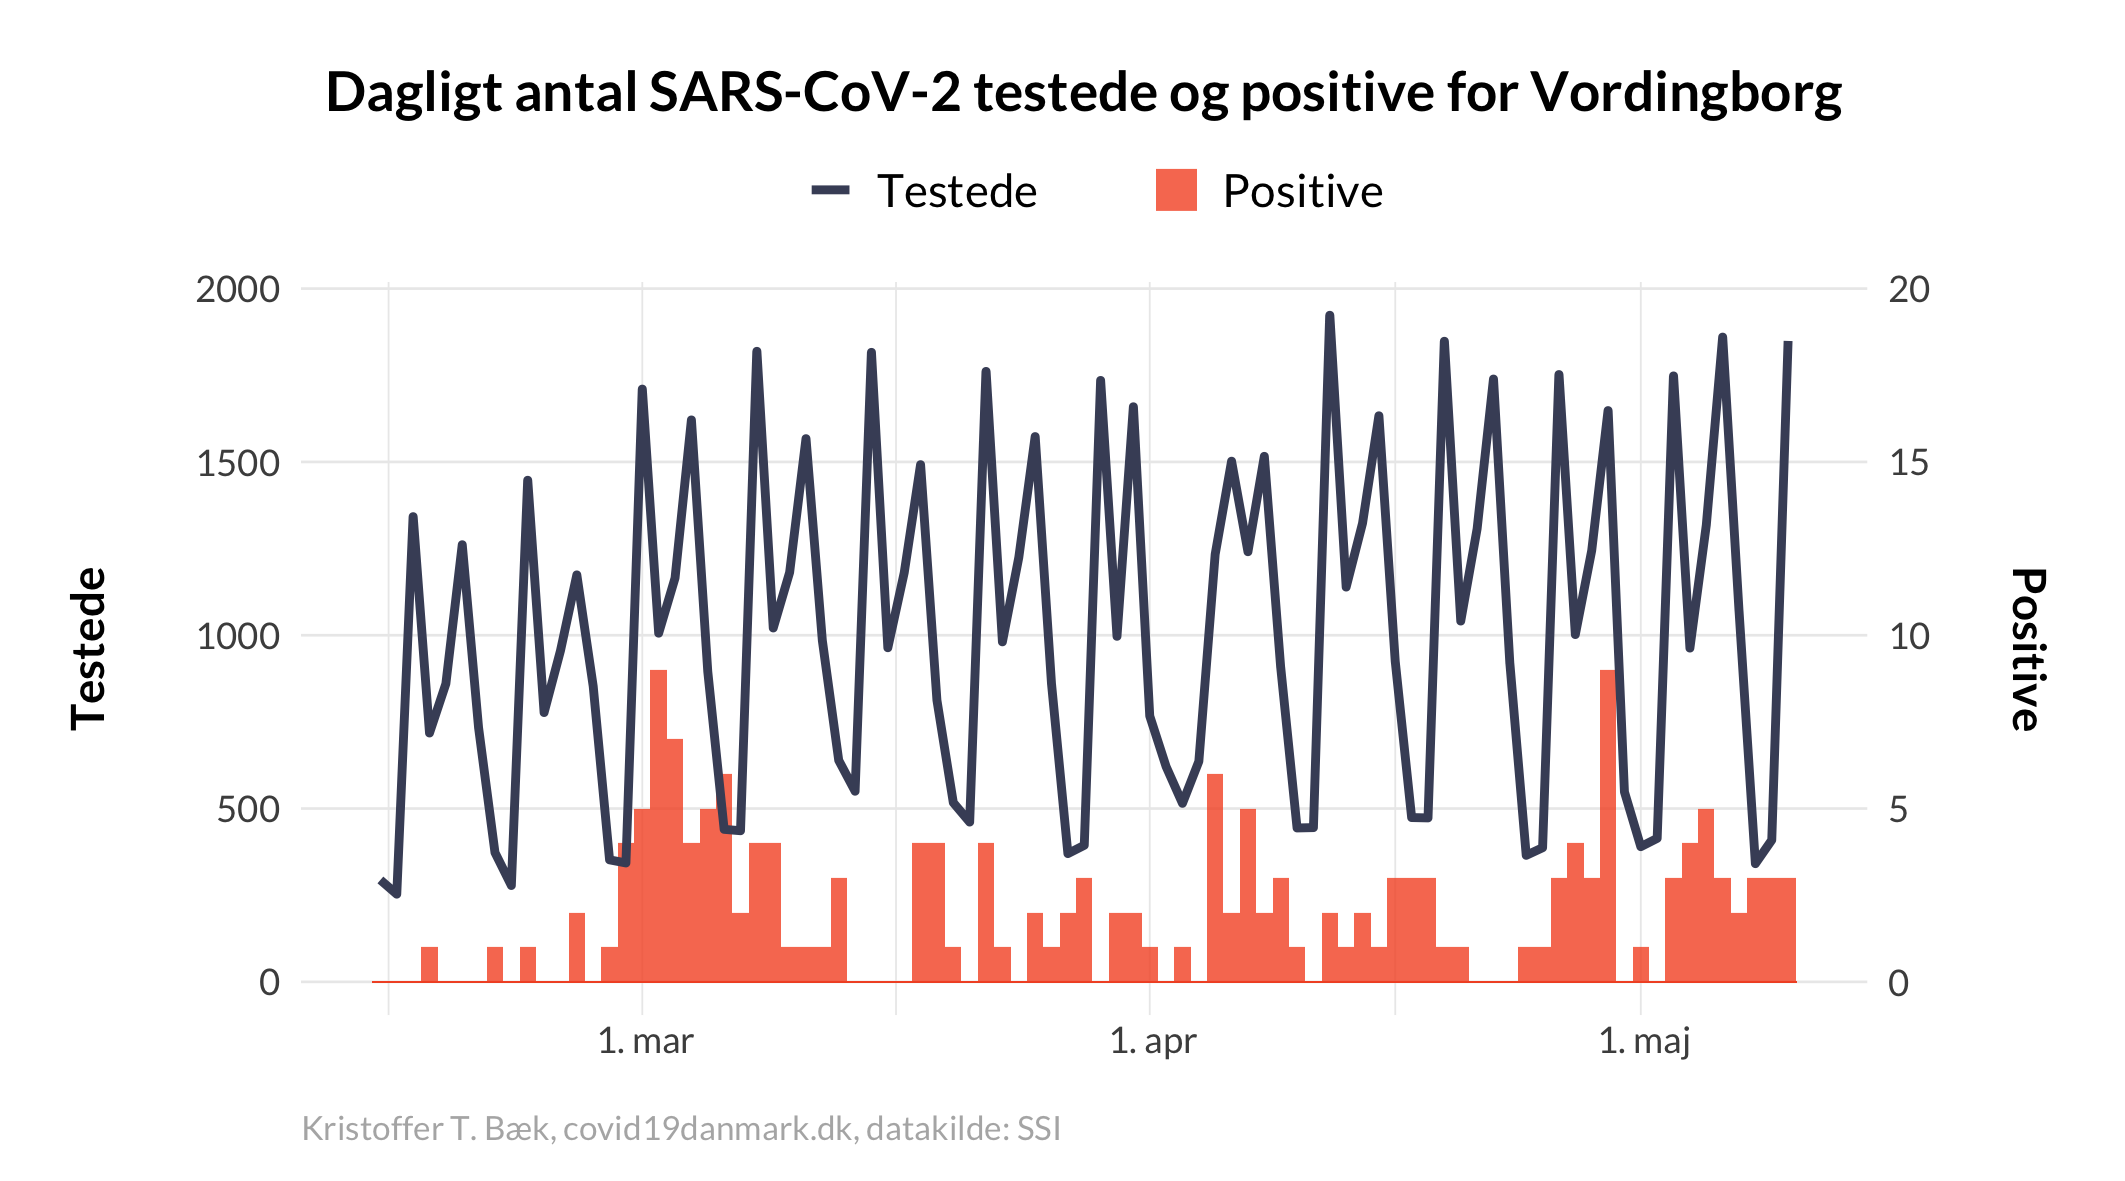 Dagligt antal SARS-CoV-2 testede og positive for Vordingborg
Testede
Positive
2000
1500
1000
500
0
20
15
10
5
0
Testede
Positive
1. mar
1. apr
1. maj
Kristoffer T. Bæk, covid19danmark.dk, datakilde: SSI